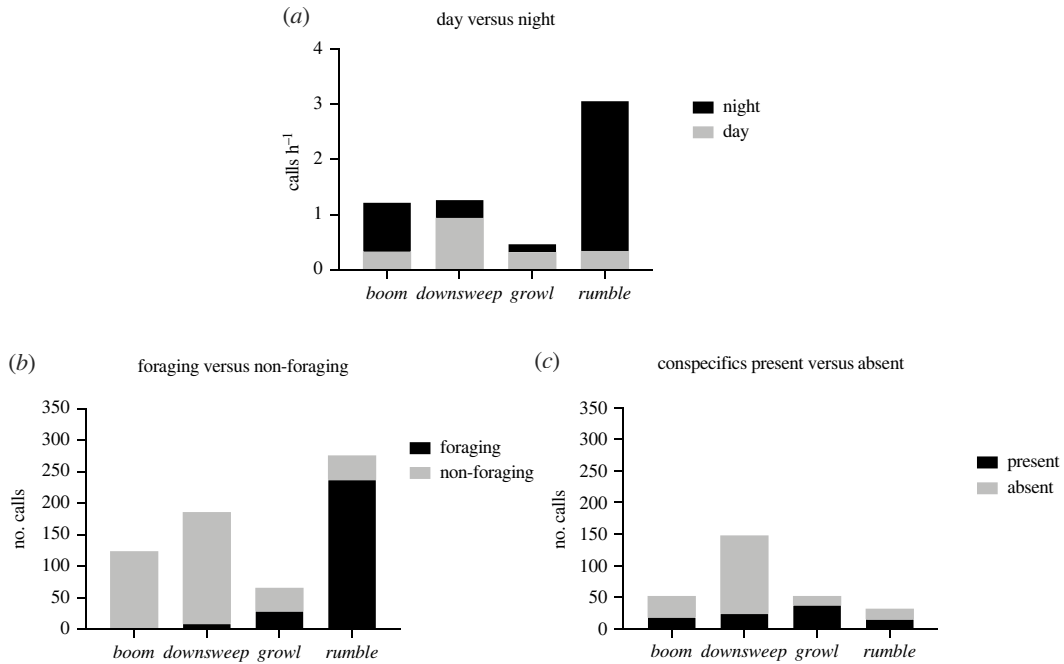 (a)
day versus night
4
3
2
1
0
calls h⁻¹
night
day
boom downsweep growl rumble
(b)
foraging versus non-foraging
350
300
250
200
150
100
50
0
no. calls
foraging
non-foraging
boom downsweep growl rumble
(c)
conspecifics present versus absent
350
300
250
200
150
100
50
0
no. calls
present
absent
boom downsweep growl rumble